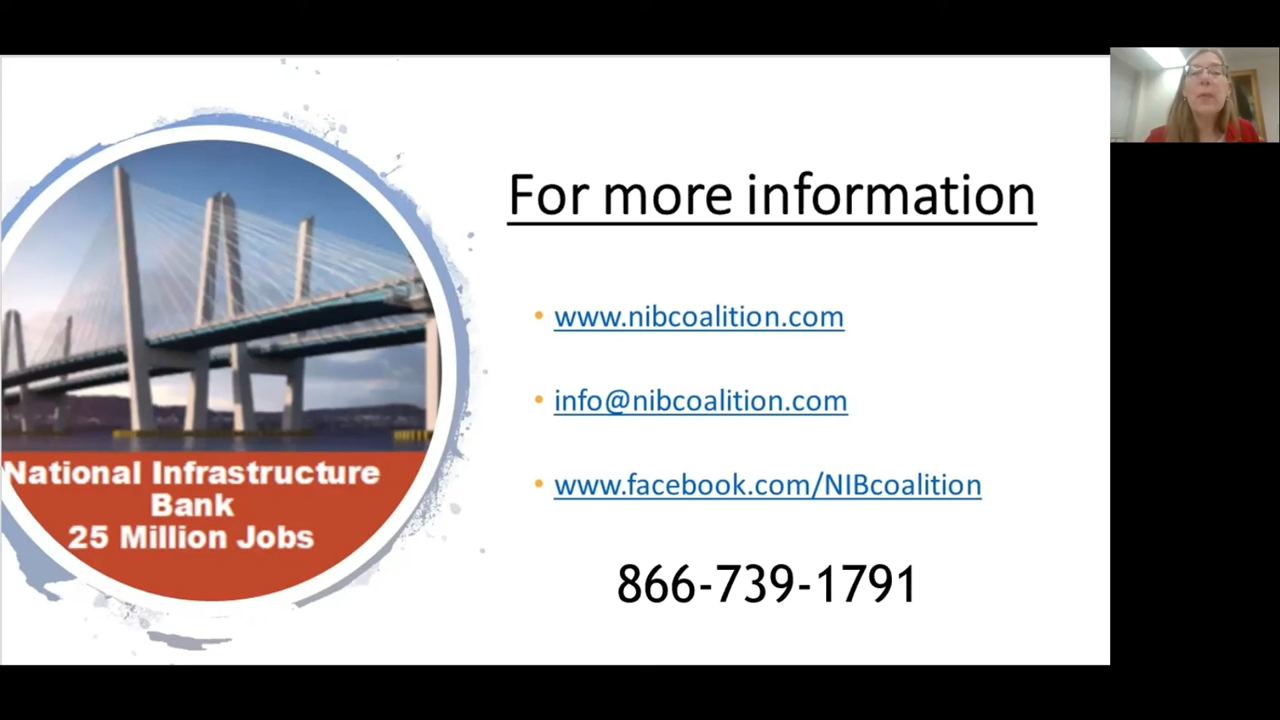 For more information
www.nibcoalition.com
info@nibcoalition.com
www.facebook.com/NIBcoalition
866-739-1791
National Infrastructure
Bank
25 Million Jobs